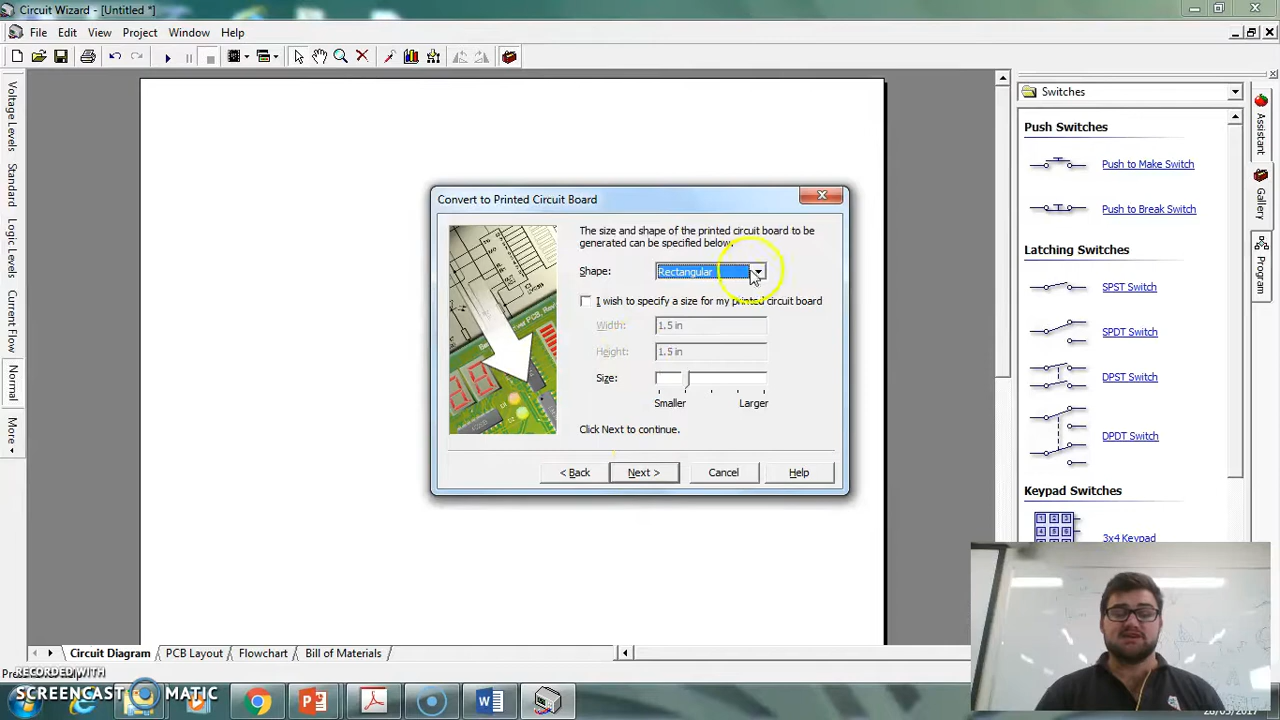 Circuit Wizard - [Untitled *]
File Edit View Project Window Help
Voltage Levels
Standard
Logic Levels
Current Flow
Normal
More
Convert to Printed Circuit Board
The size and shape of the printed circuit board to be
generated can be specified below.
Shape: Rectangular
I wish to specify a size for my printed circuit board
Width: 1.5 in
Height: 1.5 in
Size:
Smaller Larger
Click Next to continue.
< Back Next > Cancel Help
Switches
Push Switches
Push to Make Switch
Push to Break Switch
Latching Switches
SPST Switch
SPDT Switch
DPST Switch
DPDT Switch
Keypad Switches
3x4 Keypad
Assistant
Gallery
Program
Circuit Diagram PCB Layout Flowchart Bill of Materials
RECORDED WITH
SCREENCAST MATIC